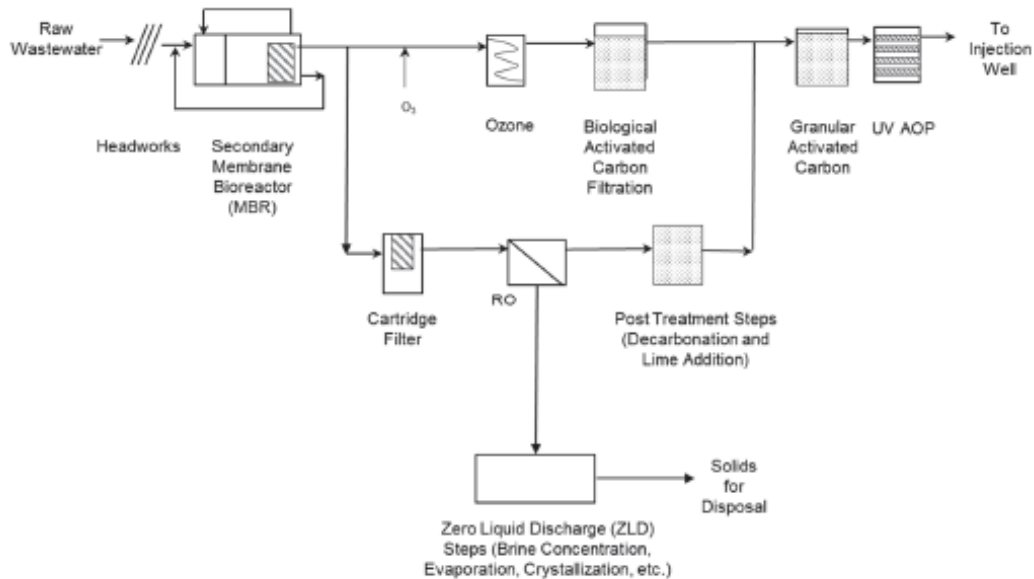 Raw
Wastewater
To
Injection
Well
O₃
Headworks
Secondary
Membrane
Bioreactor
(MBR)
Ozone
Biological
Activated
Carbon
Filtration
Granular
Activated
Carbon
UV AOP
Cartridge
Filter
RO
Post Treatment Steps
(Decarbonation and
Lime Addition)
Solids
for
Disposal
Zero Liquid Discharge (ZLD)
Steps (Brine Concentration,
Evaporation, Crystallization, etc.)